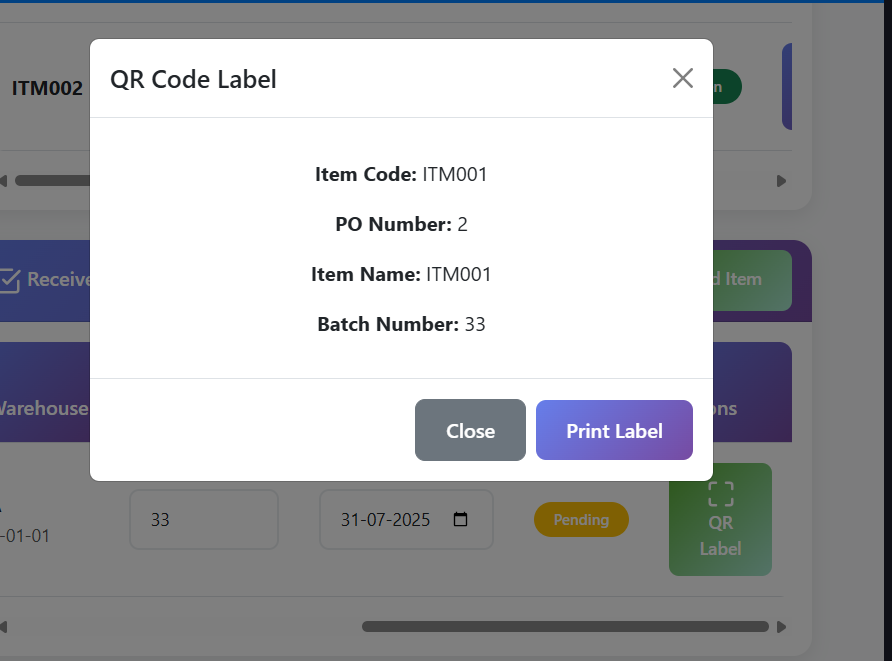 QR Code Label
ITM002
n
Item Code: ITM001
PO Number: 2
Item Name: ITM001
Batch Number: 33
Receive
d Item
Warehouse
ons
Close
Print Label
33
31-07-2025
Pending
QR
Label
-01-01